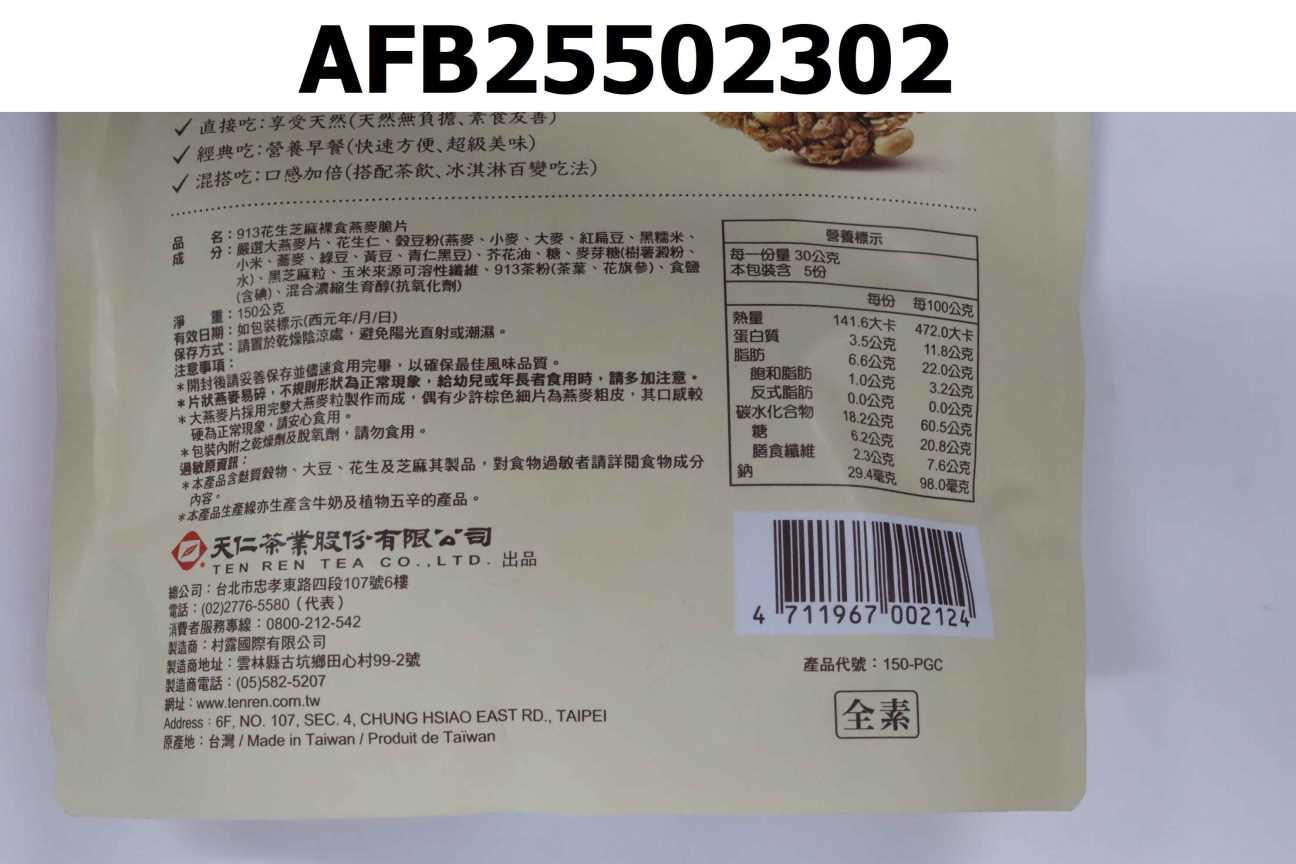 AFB25502302
✓ 直接吃:享受天然(天然無負擔、素食友善)
✓ 經典吃:營養早餐(快速方便、超級美味)
✓ 混搭吃:口感加倍(搭配茶飲、冰淇淋百變吃法)
品　名：913花生芝麻裸食燕麥脆片
成　分：嚴選大燕麥片、花生仁、穀豆粉(燕麥、小麥、大麥、紅扁豆、黑糯米、
小米、蕎麥、綠豆、黃豆、青仁黑豆)、芥花油、糖、麥芽糖(樹薯澱粉、
水)、黑芝麻粒、玉米來源可溶性纖維、913茶粉(茶葉、花旗參)、食鹽
(含碘)、混合濃縮生育醇(抗氧化劑)
淨　重：150公克
有效日期：如包裝標示(西元年/月/日)
保存方式：請置於乾燥陰涼處，避免陽光直射或潮濕。
注意事項：
＊開封後請妥善保存並儘速食用完畢，以確保最佳風味品質。
＊片狀燕麥易碎，不規則形狀為正常現象，給幼兒或年長者食用時，請多加注意。
＊大燕麥片採用完整大燕麥粒製作而成，偶有少許棕色細片為燕麥粗皮，其口感較
硬為正常現象，請安心食用。
＊包裝內附之乾燥劑及脫氧劑，請勿食用。
過敏原資訊：
＊本產品含麩質穀物、大豆、花生及芝麻其製品，對食物過敏者請詳閱食物成分
內容。
＊本產品生產線亦生產含牛奶及植物五辛的產品。
天仁茶業股份有限公司
TEN REN TEA CO.,LTD. 出品
總公司：台北市忠孝東路四段107號6樓
電話：(02)2776-5580（代表）
消費者服務專線：0800-212-542
製造商：村露國際有限公司
製造商地址：雲林縣古坑鄉田心村99-2號
製造商電話：(05)582-5207
網址：www.tenren.com.tw
Address：6F, NO. 107, SEC. 4, CHUNG HSIAO EAST RD., TAIPEI
原產地：台灣 / Made in Taiwan / Produit de Taïwan
營養標示
每一份量 30公克
本包裝含 5份
每份 每100公克
熱量 141.6大卡 472.0大卡
蛋白質 3.5公克 11.8公克
脂肪 6.6公克 22.0公克
飽和脂肪 1.0公克 3.2公克
反式脂肪 0.0公克 0.0公克
碳水化合物 18.2公克 60.5公克
糖 6.2公克 20.8公克
膳食纖維 2.3公克 7.6公克
鈉 29.4毫克 98.0毫克
4 711967 002124
產品代號：150-PGC
全素